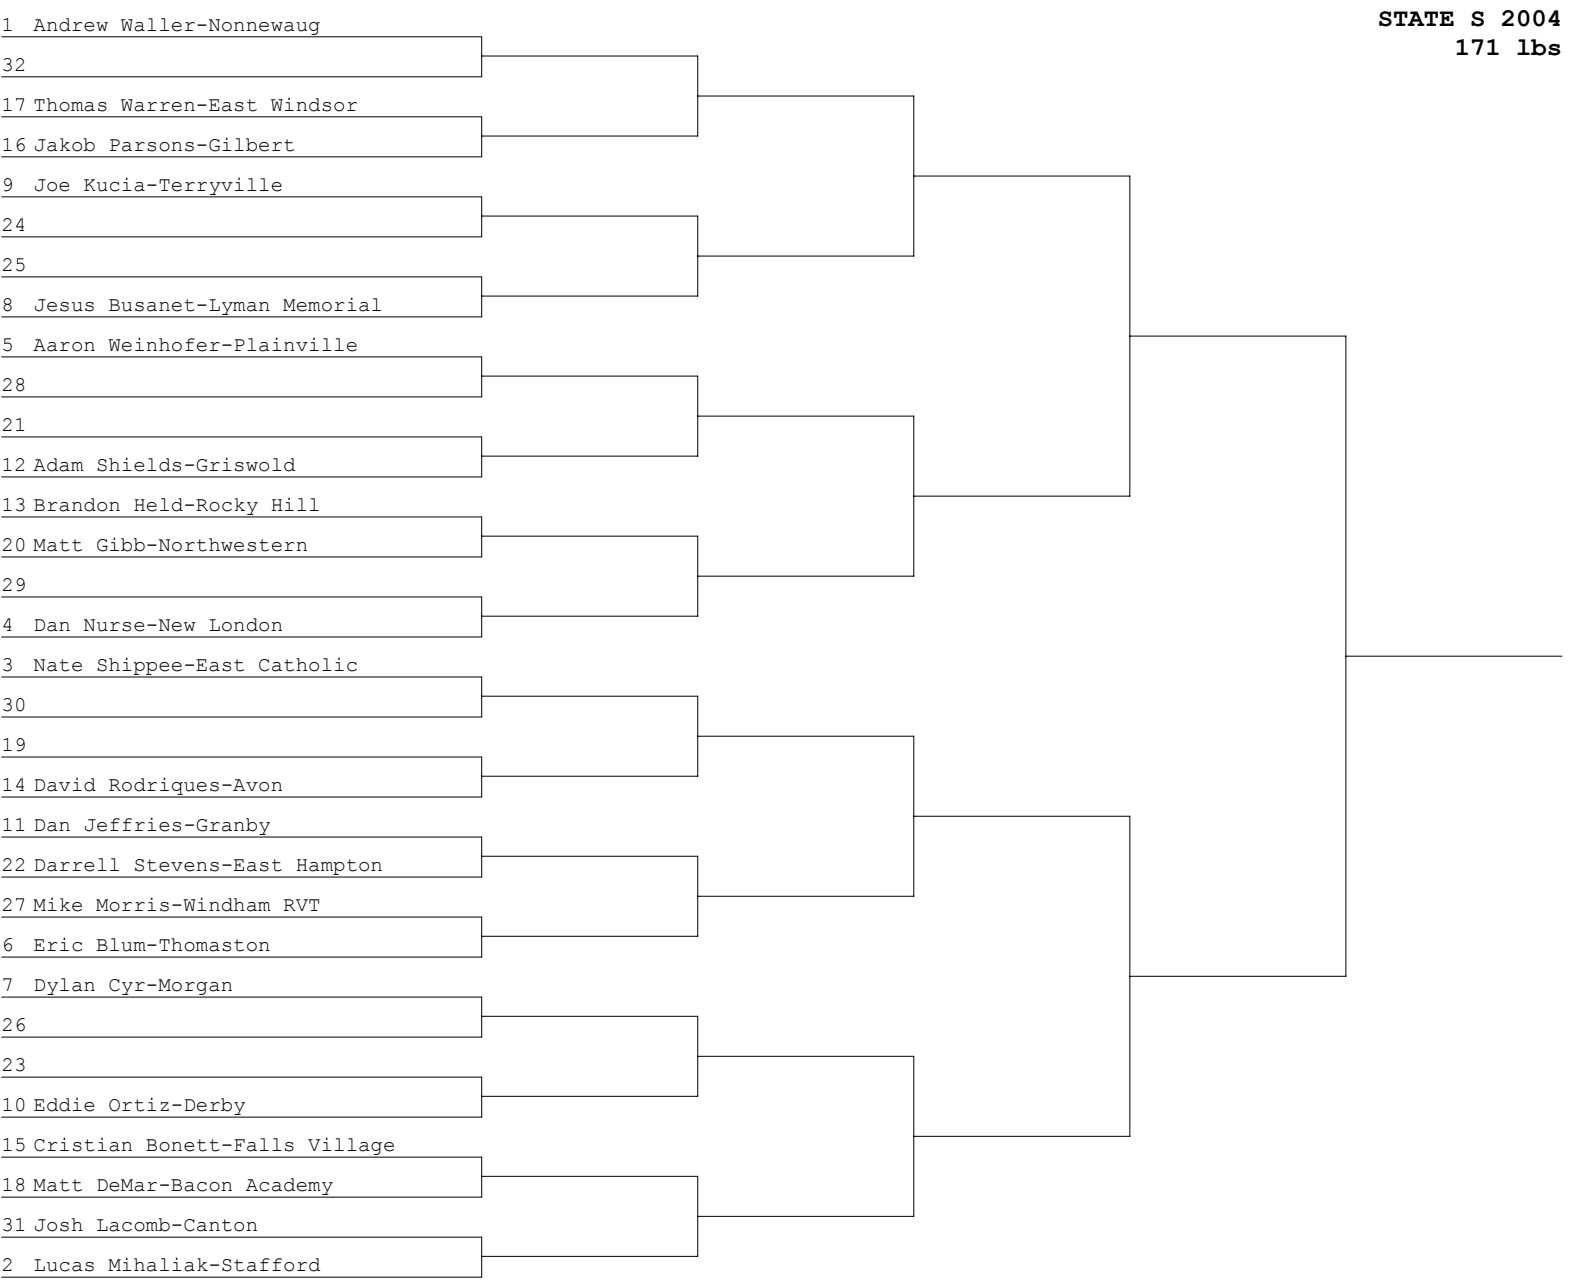 STATE S 2004
171 lbs
1 Andrew Waller-Nonnewaug
32
17 Thomas Warren-East Windsor
16 Jakob Parsons-Gilbert
9 Joe Kucia-Terryville
24
25
8 Jesus Busanet-Lyman Memorial
5 Aaron Weinhofer-Plainville
28
21
12 Adam Shields-Griswold
13 Brandon Held-Rocky Hill
20 Matt Gibb-Northwestern
29
4 Dan Nurse-New London
3 Nate Shippee-East Catholic
30
19
14 David Rodriques-Avon
11 Dan Jeffries-Granby
22 Darrell Stevens-East Hampton
27 Mike Morris-Windham RVT
6 Eric Blum-Thomaston
7 Dylan Cyr-Morgan
26
23
10 Eddie Ortiz-Derby
15 Cristian Bonett-Falls Village
18 Matt DeMar-Bacon Academy
31 Josh Lacomb-Canton
2 Lucas Mihaliak-Stafford